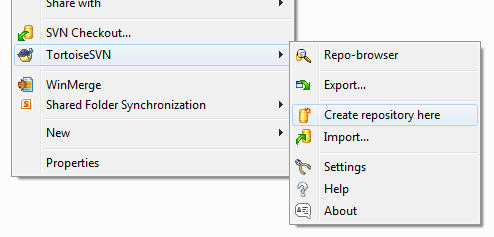 Share with
SVN Checkout...
TortoiseSVN
WinMerge
Shared Folder Synchronization
New
Properties
Repo-browser
Export...
Create repository here
Import...
Settings
Help
About